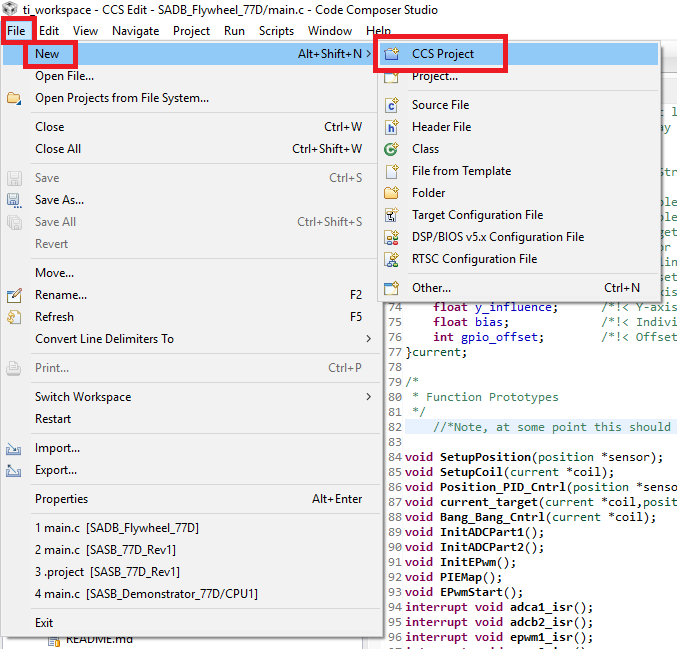 ti_workspace - CCS Edit - SADB_Flywheel_77D/main.c - Code Composer Studio
File Edit View Navigate Project Run Scripts Window Help
New Alt+Shift+N >
Open File...
Open Projects from File System...
Close Ctrl+W
Close All Ctrl+Shift+W
Save Ctrl+S
Save As...
Save All Ctrl+Shift+S
Revert
Move...
Rename... F2
Refresh F5
Convert Line Delimiters To >
Print... Ctrl+P
Switch Workspace >
Restart
Import...
Export...
Properties Alt+Enter
1 main.c [SADB_Flywheel_77D]
2 main.c [SASB_77D_Rev1]
3 .project [SASB_77D_Rev1]
4 main.c [SASB_Demonstrator_77D/CPU1]
Exit
README.md
CCS Project
Project...
Source File
Header File
Class
File from Template
Folder
Target Configuration File
DSP/BIOS v5.x Configuration File
RTSC Configuration File
Other... Ctrl+N
74 float y_influence; /*!< Y-axis
75 float bias; /*!< Indivi
76 int gpio_offset; /*!< Offset
77 }current;
78
79 /*
80 * Function Prototypes
81 */
82 //*Note, at some point this should
83
84 void SetupPosition(position *sensor);
85 void SetupCoil(current *coil);
86 void Position_PID_Cntrl(position *senso
87 void current_target(current *coil,posit
88 void Bang_Bang_Cntrl(current *coil);
89 void InitADCPart1();
90 void InitADCPart2();
91 void InitEPwm();
92 void PIEMap();
93 void EPwmStart();
94 interrupt void adca1_isr();
95 interrupt void adcb2_isr();
96 interrupt void epwm1_isr();